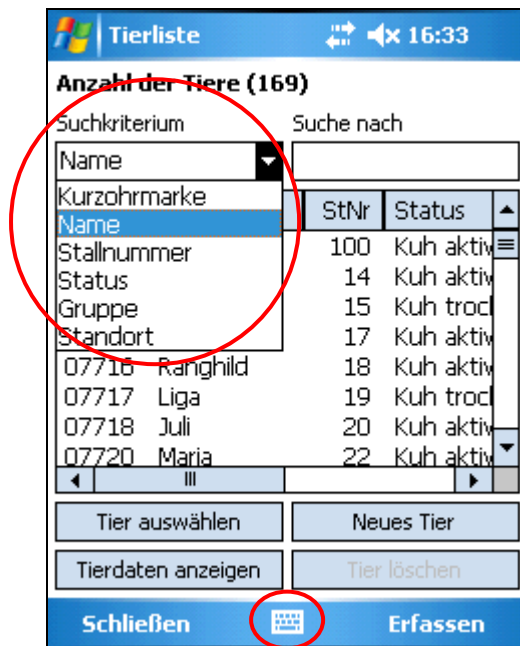 Tierliste 16:33
Anzahl der Tiere (169)
Suchkriterium Suche nach
Name
Kurzohrmarke StNr Status
Name 100 Kuh aktiv
Stallnummer 14 Kuh aktiv
Status 15 Kuh trocl
Gruppe 17 Kuh aktiv
Standort
07716 Ranghild 18 Kuh aktiv
07717 Liga 19 Kuh trocl
07718 Juli 20 Kuh aktiv
07720 Maria 22 Kuh aktiv
Tier auswählen Neues Tier
Tierdaten anzeigen Tier löschen
Schließen Erfassen